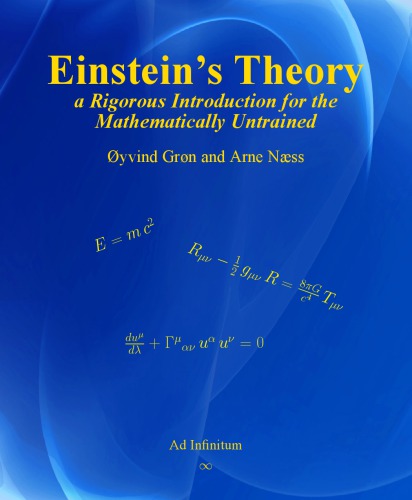 Einstein's Theory
a Rigorous Introduction for the
Mathematically Untrained
Øyvind Grøn and Arne Næss
E = m c²
R_μν − ½ g_μν R = 8πG/c⁴ T_μν
du^μ/dλ + Γ^μ_αν u^α u^ν = 0
Ad Infinitum
∞